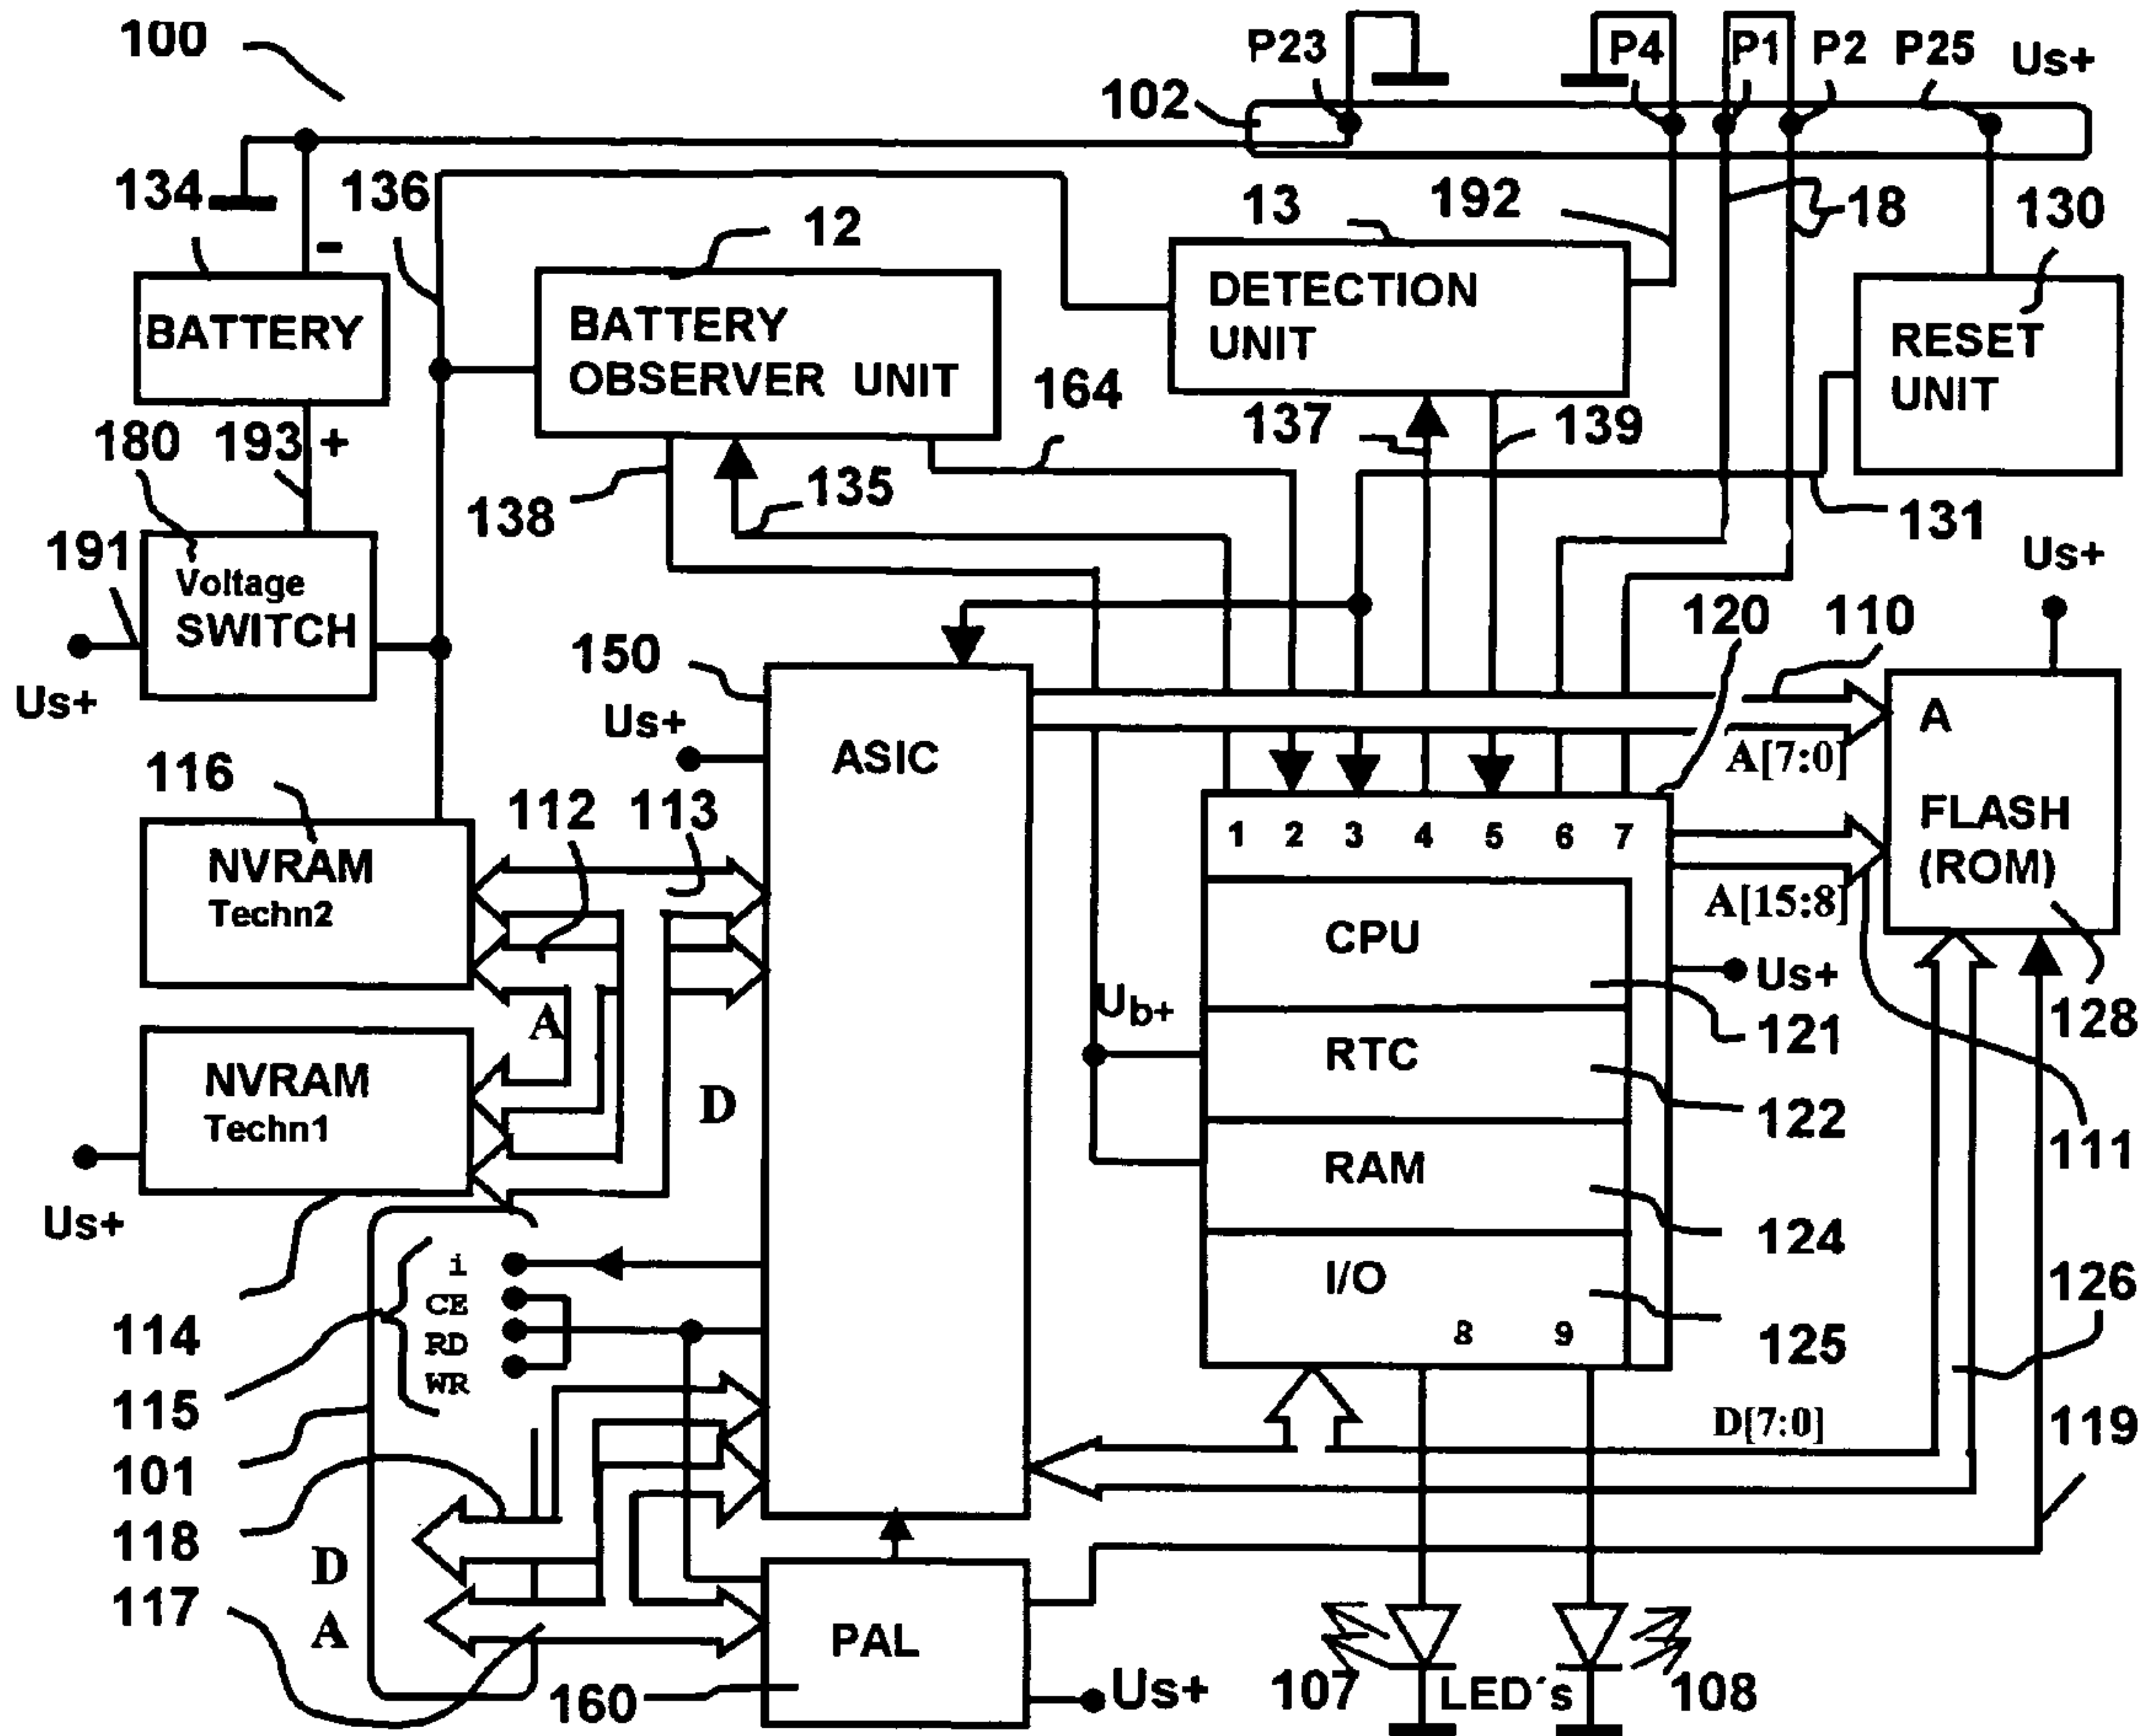 100
P23
P4
P1
P2
P25
Us+
102
134
136
12
13
192
18
130
-
BATTERY
BATTERY
OBSERVER UNIT
DETECTION
UNIT
RESET
UNIT
164
137
139
180
193
+
138
135
131
191
Voltage
SWITCH
Us+
Us+
150
120
110
Us+
ASIC
A
A[7:0]
116
112
113
NVRAM
Techn2
1 2 3 4 5 6 7
FLASH
(ROM)
A[15:8]
CPU
Us+
121
128
A
Ub+
RTC
NVRAM
Techn1
D
122
111
RAM
Us+
124
i
CE
RD
WR
I/O
126
114
8 9
125
115
D[7:0]
119
101
118
D
117
A
PAL
160
Us+
107
LED´s
108